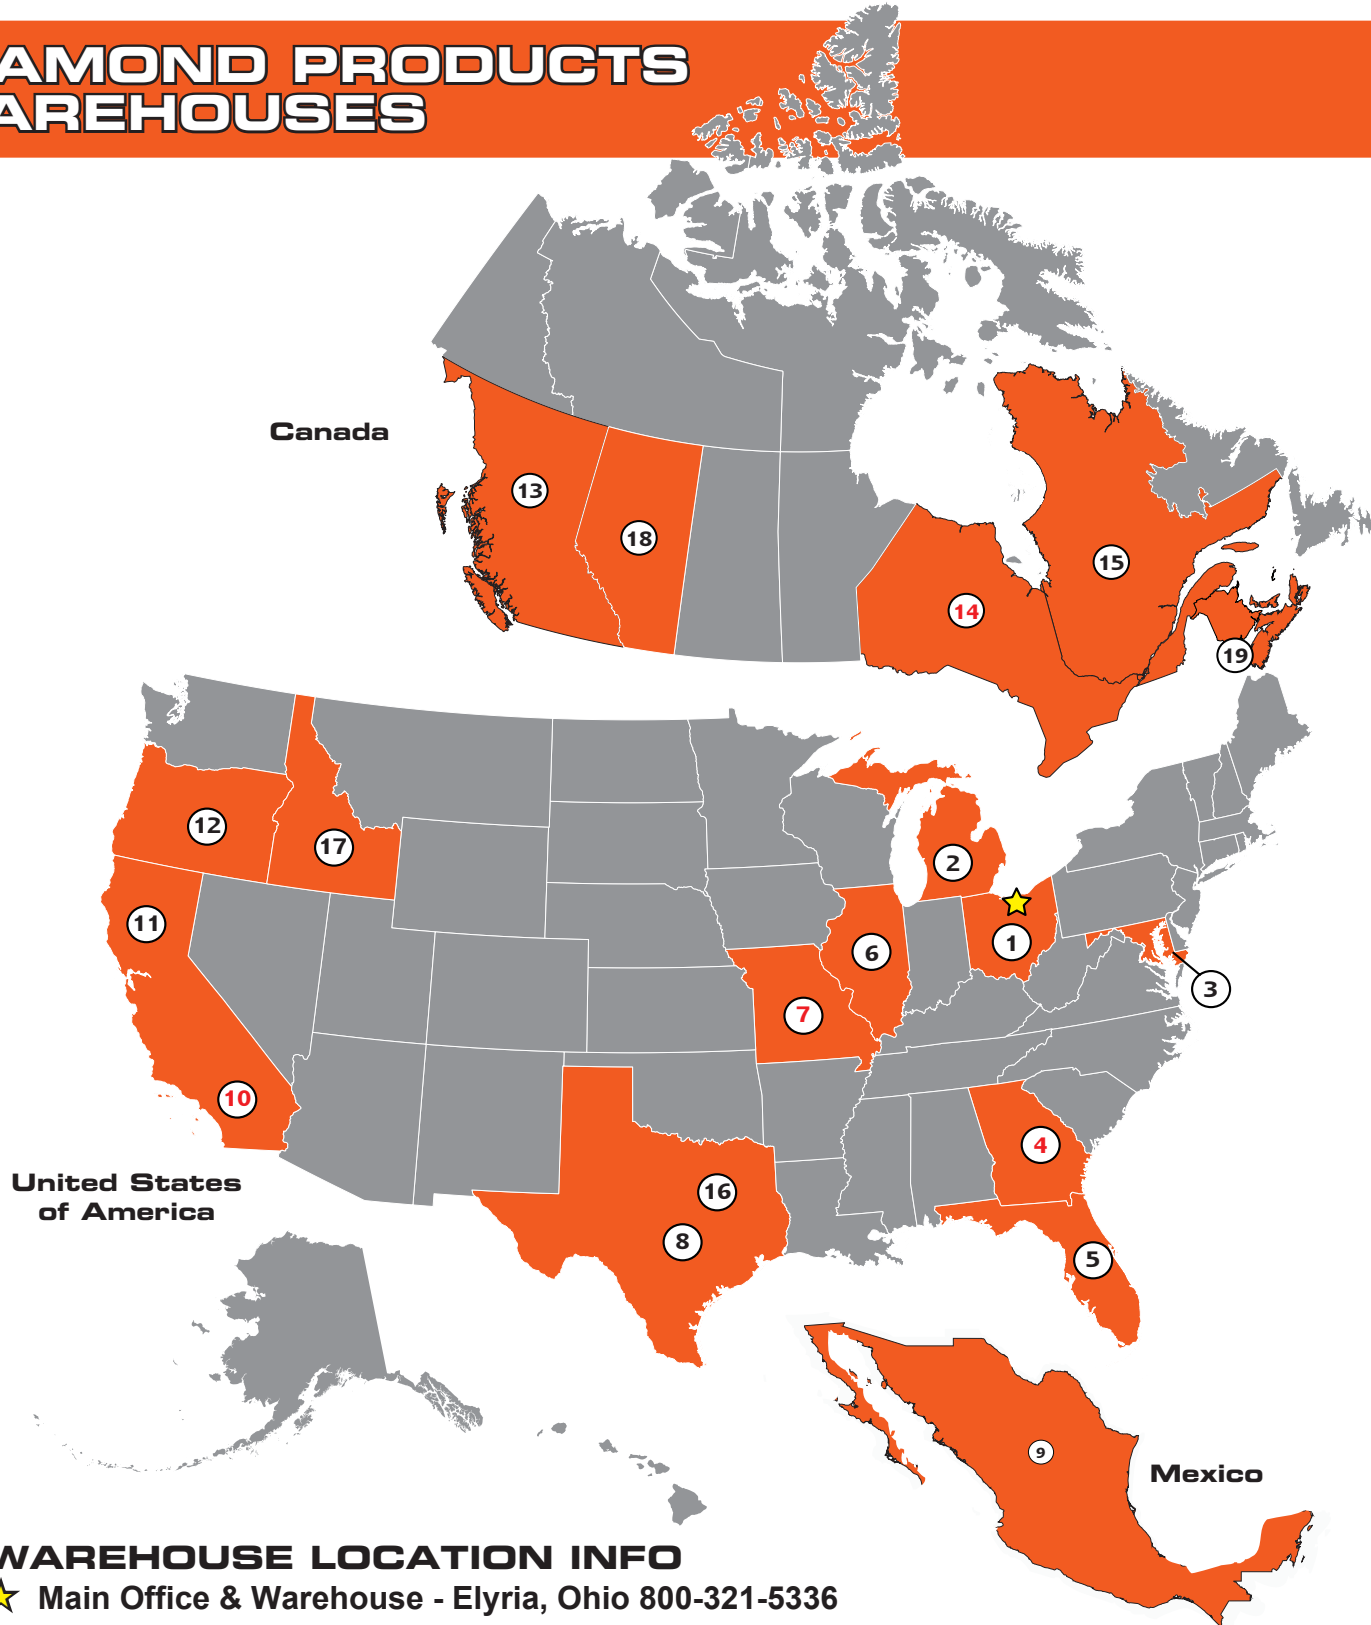 AMOND PRODUCTS
AREHOUSES
Canada
13
18
15
14
19
12
17
2
11
1
6
3
7
10
4
16
8
5
United States
of America
9
Mexico
WAREHOUSE LOCATION INFO
Main Office & Warehouse - Elyria, Ohio 800-321-5336